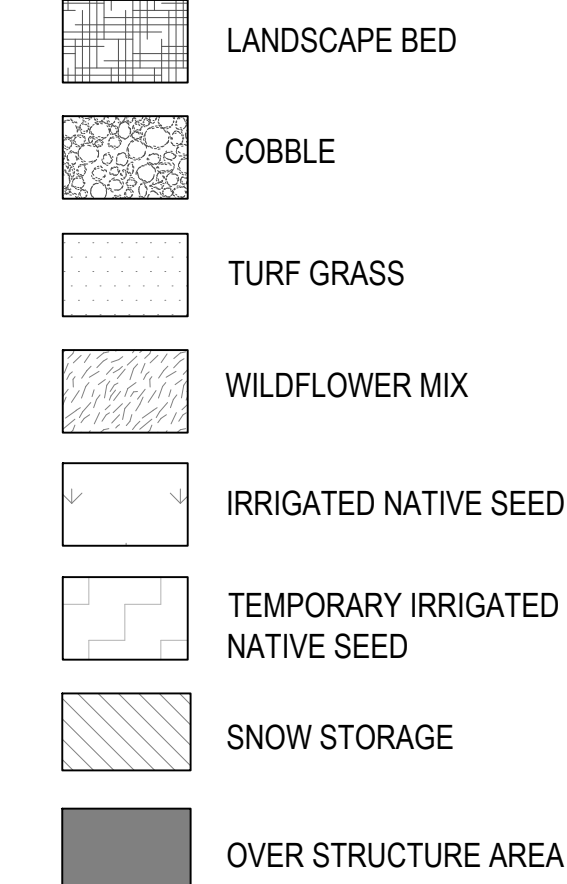 LANDSCAPE BED
COBBLE
TURF GRASS
WILDFLOWER MIX
IRRIGATED NATIVE SEED
TEMPORARY IRRIGATED
NATIVE SEED
SNOW STORAGE
OVER STRUCTURE AREA